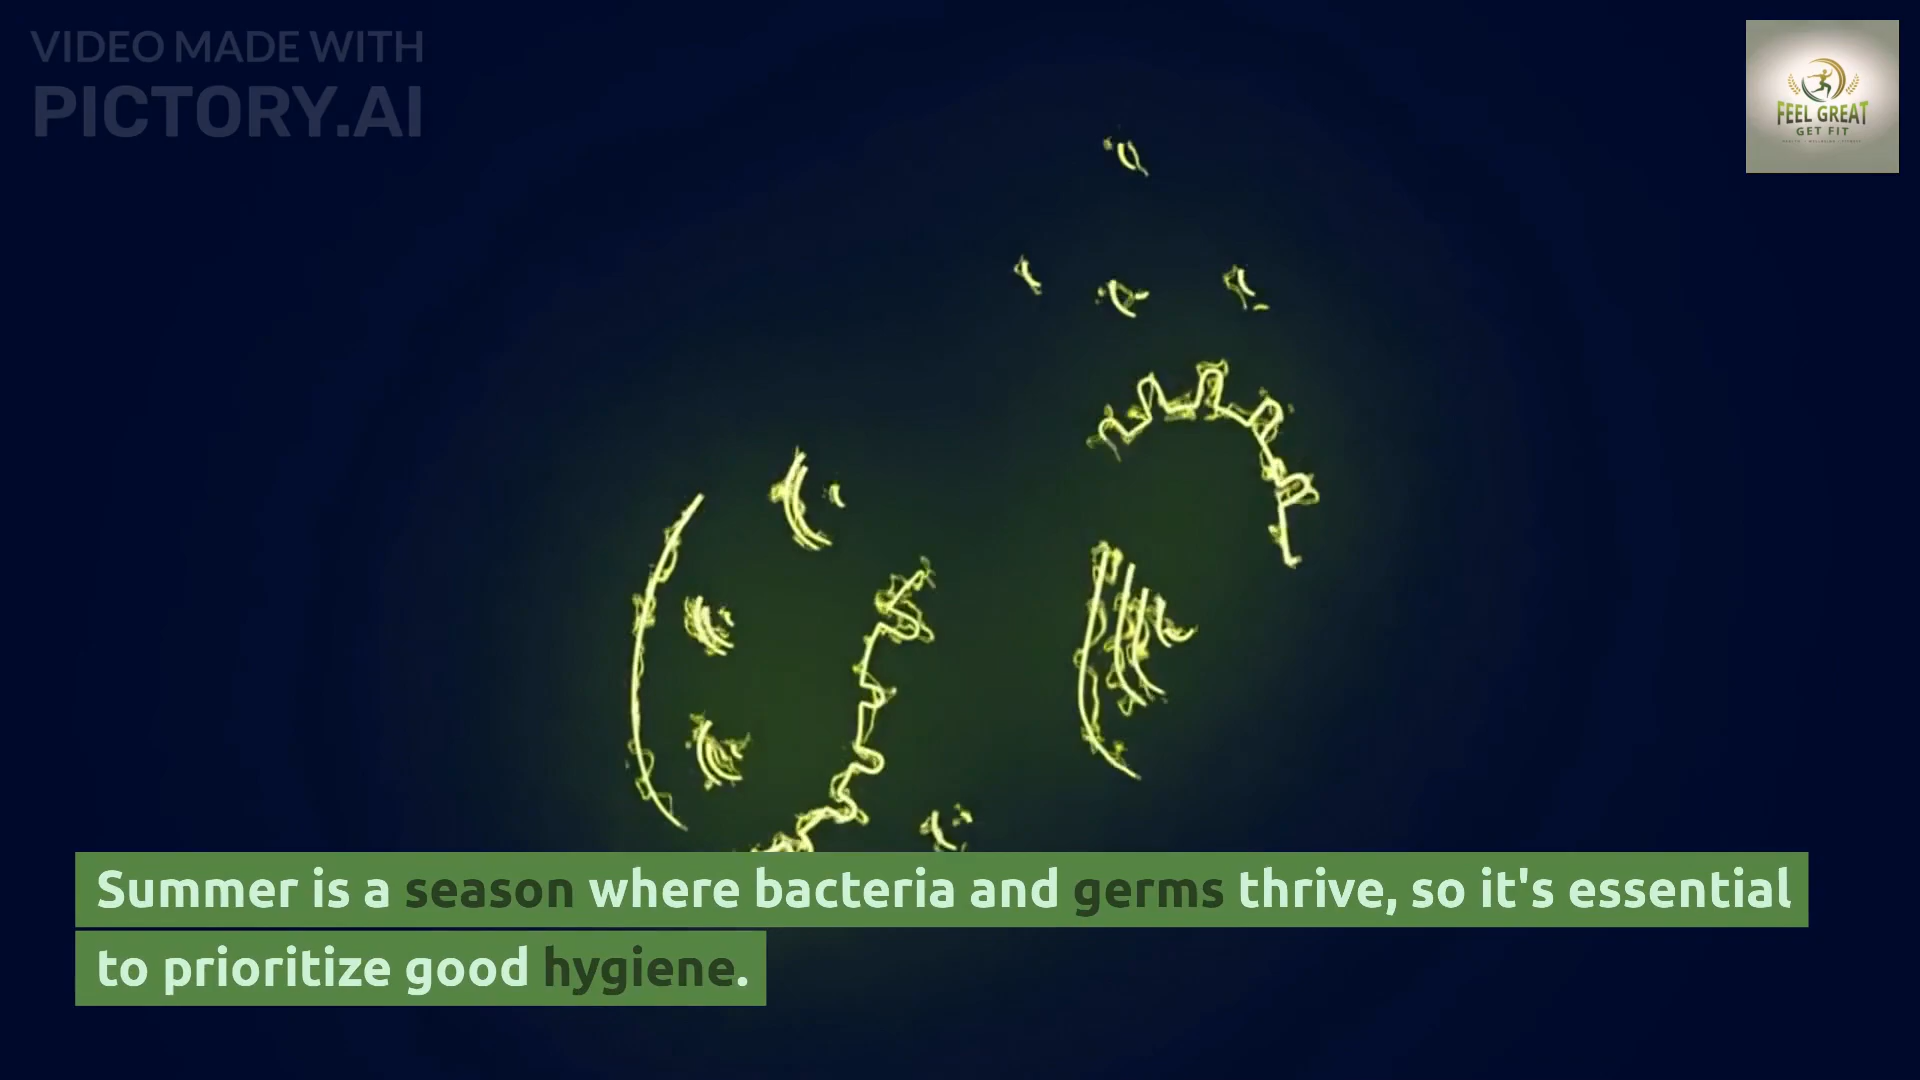 VIDEO MADE WITH
PICTORY.AI
FEEL GREAT
GET FIT
Summer is a season where bacteria and germs thrive, so it's essential
to prioritize good hygiene.